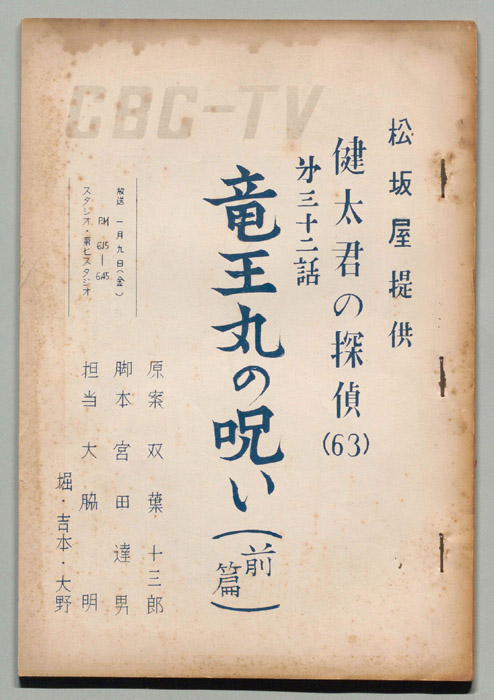 CBC-TV
松坂屋提供
健太君の探偵(63)
第三十二話
竜王丸の呪い(前篇)
放送 一月九日(金)
PM 6.15―6.45
スタジオ・第七スタジオ
原案 双葉十三郎
脚本 宮田達男
担当 大脇明
堀・吉本・大野